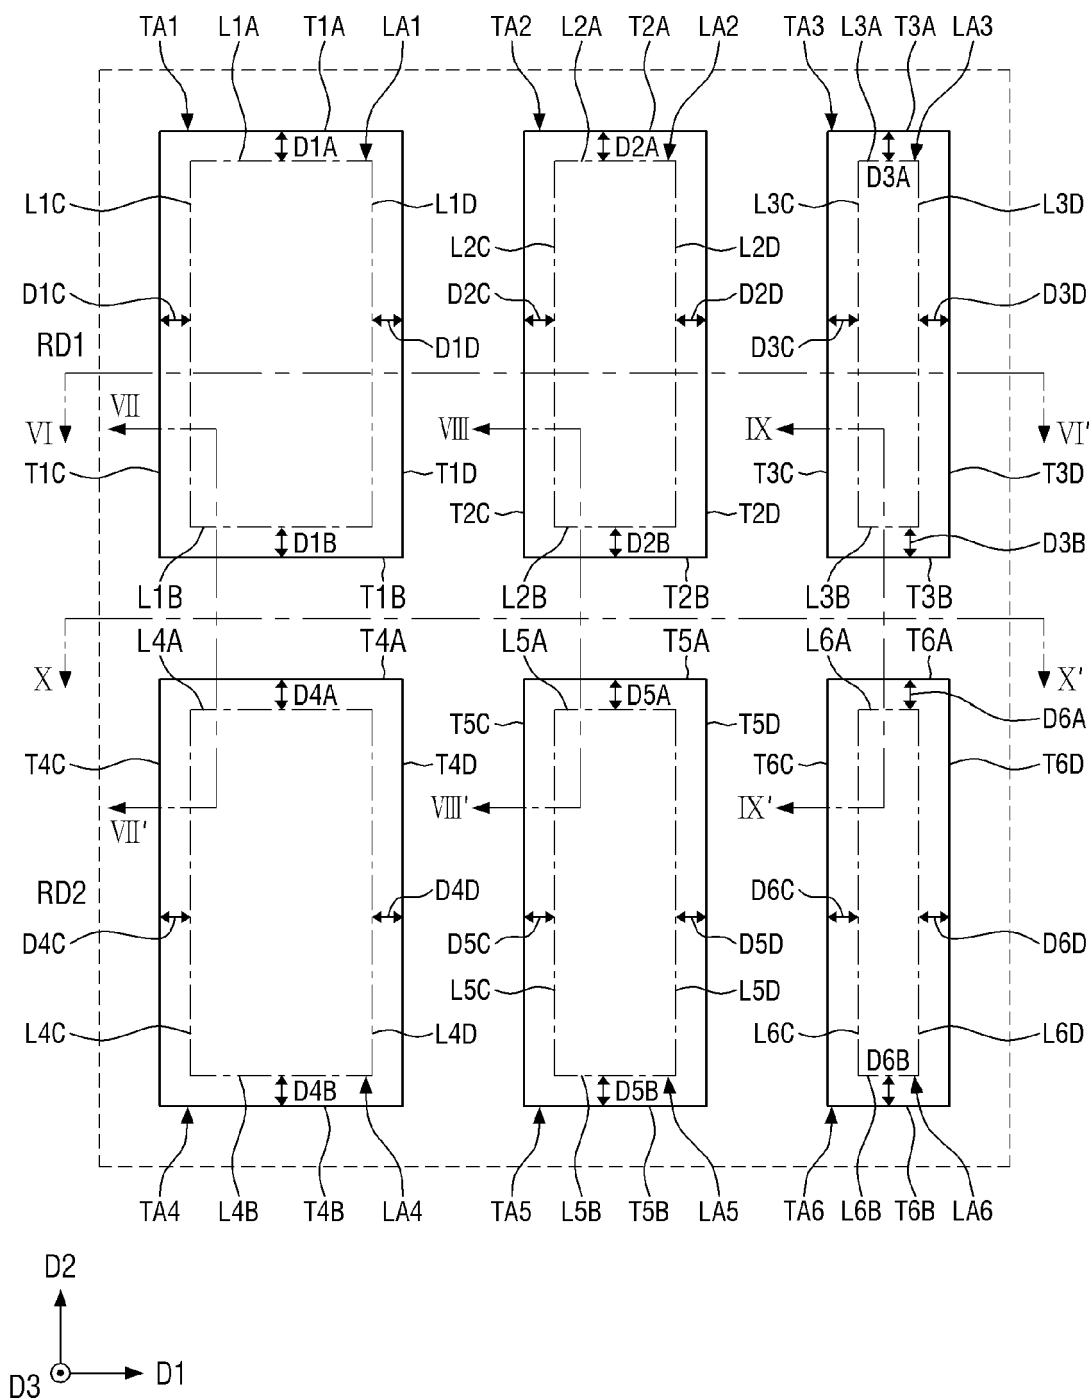 TA1 L1A T1A LA1 TA2 L2A T2A LA2 TA3 L3A T3A LA3
D1A D2A D3A
L1C L1D L3C L3D
L2C L2D
D1C D2C D2D D3D
RD1 D1D D3C
VI VII VIII IX VI'
T1C T1D T3C T3D
T2C T2D
D1B D2B D3B
L1B T1B L2B T2B L3B T3B
L4A T4A L5A T5A L6A T6A
X D4A D5A X'
D6A
T5C T5D
T4C T4D T6C T6D
VII' VIII' IX'
RD2 D4D D6C
D4C D5C D5D D6D
L5C L5D
L4C L4D L6C L6D
D6B
D4B D5B
TA4 L4B T4B LA4 TA5 L5B T5B LA5 TA6 L6B T6B LA6
D2
D3 D1